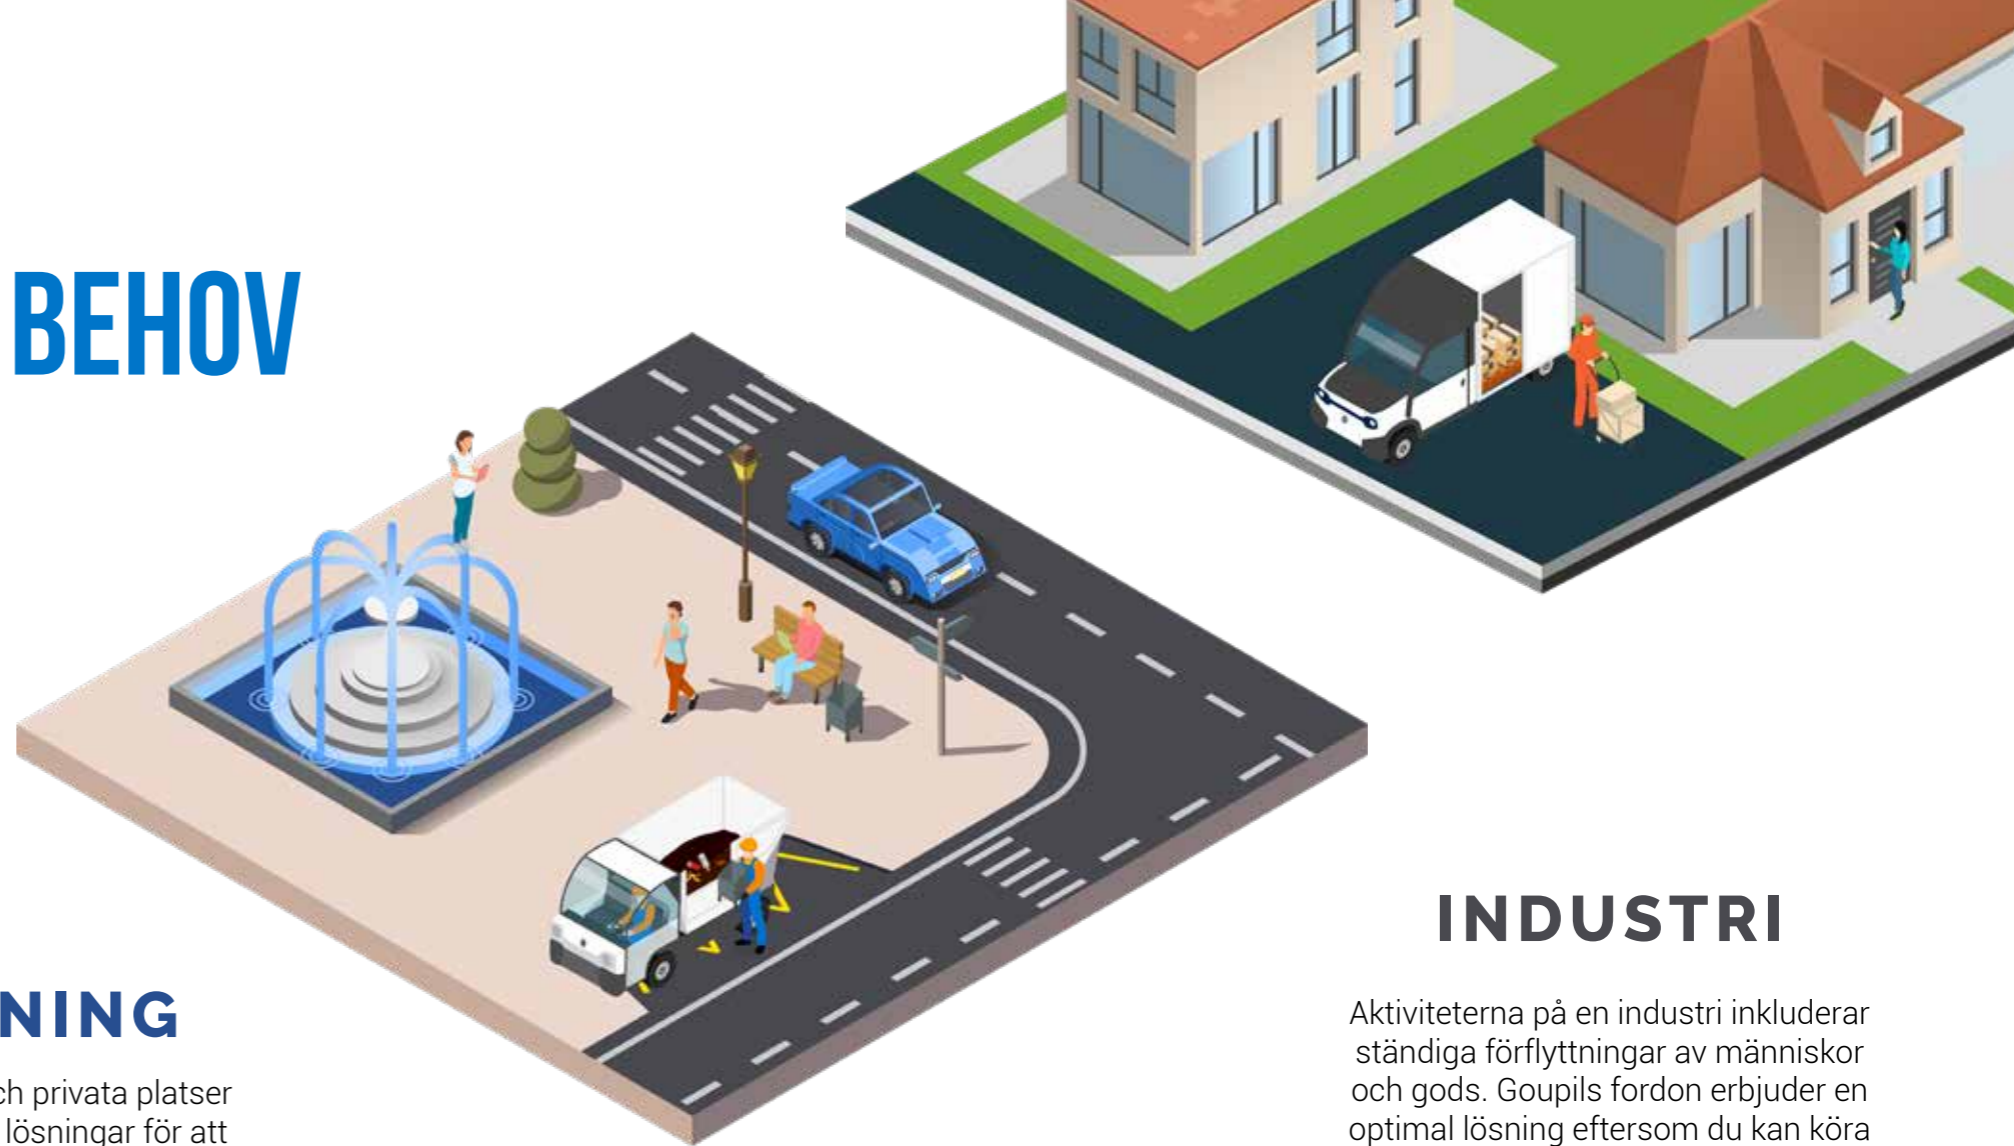 BEHOV
NING
ch privata platser
lösningar för att
INDUSTRI
Aktiviteterna på en industri inkluderar
ständiga förflyttningar av människor
och gods. Goupils fordon erbjuder en
optimal lösning eftersom du kan köra